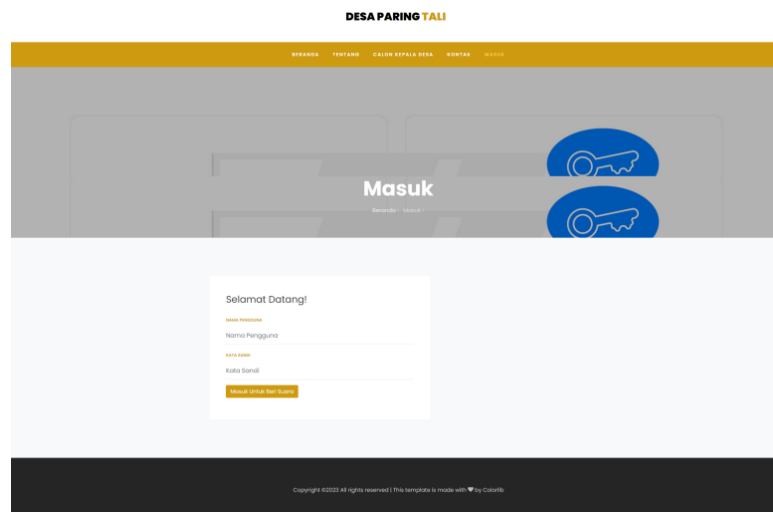 DESA PARING TALI
BERANDA TENTANG CALON KEPALA DESA KONTAK MASUK
Masuk
Beranda › Masuk ›
Selamat Datang!
NAMA PENGGUNA
Nama Pengguna
KATA SANDI
Kata Sandi
Masuk Untuk Beri Suara
Copyright ©2023 All rights reserved | This template is made with ♥ by Colorlib